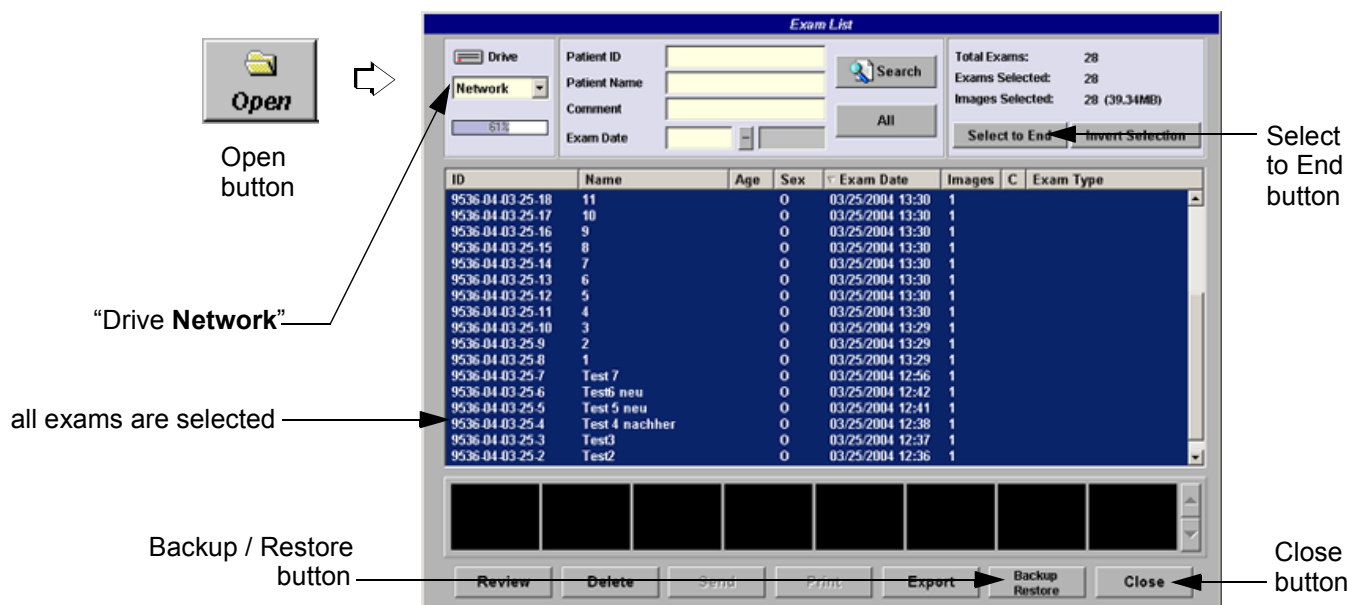 Exam List
Open
Open
button
"Drive Network"
all exams are selected
Backup / Restore
button
Drive
Network
61%
Patient ID
Patient Name
Comment
Exam Date
–
Search
All
Total Exams: 28
Exams Selected: 28
Images Selected: 28 (39.34MB)
Select to End
Invert Selection
Select
to End
button
ID Name Age Sex Exam Date Images C Exam Type
9536-04-03-25-18 11 O 03/25/2004 13:30 1
9536-04-03-25-17 10 O 03/25/2004 13:30 1
9536-04-03-25-16 9 O 03/25/2004 13:30 1
9536-04-03-25-15 8 O 03/25/2004 13:30 1
9536-04-03-25-14 7 O 03/25/2004 13:30 1
9536-04-03-25-13 6 O 03/25/2004 13:30 1
9536-04-03-25-12 5 O 03/25/2004 13:30 1
9536-04-03-25-11 4 O 03/25/2004 13:30 1
9536-04-03-25-10 3 O 03/25/2004 13:29 1
9536-04-03-25-9 2 O 03/25/2004 13:29 1
9536-04-03-25-8 1 O 03/25/2004 13:29 1
9536-04-03-25-7 Test 7 O 03/25/2004 12:56 1
9536-04-03-25-6 Test6 neu O 03/25/2004 12:42 1
9536-04-03-25-5 Test 5 neu O 03/25/2004 12:41 1
9536-04-03-25-4 Test 4 nachher O 03/25/2004 12:38 1
9536-04-03-25-3 Test3 O 03/25/2004 12:37 1
9536-04-03-25-2 Test2 O 03/25/2004 12:36 1
Review
Delete
Send
Print
Export
Backup
Restore
Close
Close
button